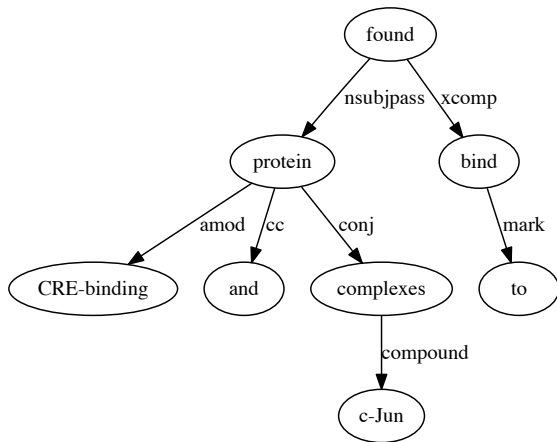 found
nsubjpass xcomp
protein bind
amod cc conj mark
CRE-binding and complexes to
compound
c-Jun